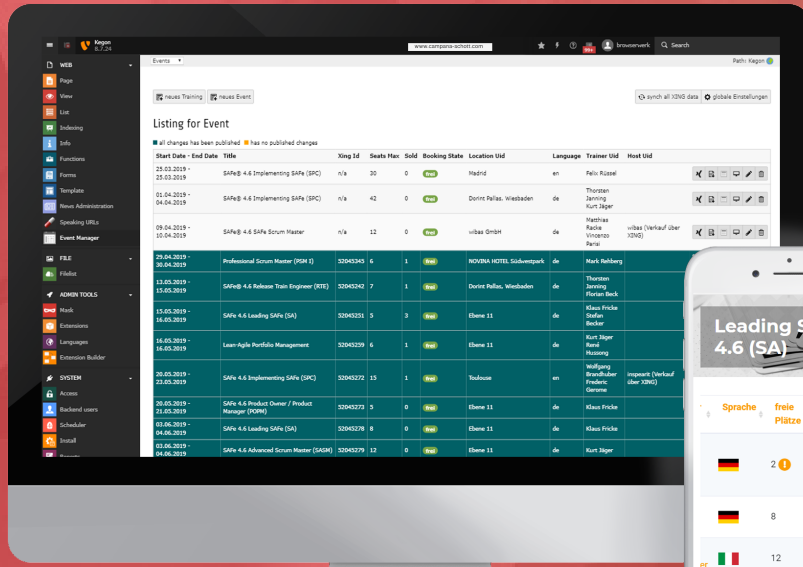 Kegon
8.7.24
www.campana-schott.com
99+
browserwerk
Search
WEB
Page
View
List
Indexing
Info
Functions
Forms
Template
News Administration
Speaking URLs
Event Manager
FILE
Filelist
ADMIN TOOLS
Mask
Extensions
Languages
Extension Builder
SYSTEM
Access
Backend users
Scheduler
Install
Reports
Events
Path: Kegon
neues Training neues Event
synch all XING data globale Einstellungen
Listing for Event
all changes has been published has no published changes
Start Date - End Date Title Xing Id Seats Max Sold Booking State Location Uid Language Trainer Uid Host Uid
25.03.2019 -
25.03.2019 SAFe® 4.6 Implementing SAFe (SPC) n/a 30 0 frei Madrid en Felix Rüssel
01.04.2019 -
04.04.2019 SAFe® 4.6 Implementing SAFe (SPC) n/a 42 0 frei Dorint Pallas, Wiesbaden de Thorsten
Janning
Kurt Jäger
09.04.2019 -
10.04.2019 SAFe® 4.6 SAFe Scrum Master n/a 12 0 frei wibas GmbH de Matthias
Racke
Vincenzo
Parisi wibas (Verkauf über
XING)
29.04.2019 -
30.04.2019 Professional Scrum Master (PSM I) 52045345 6 1 frei NOVINA HOTEL Südwestpark de Mark Rehberg
13.05.2019 -
15.05.2019 SAFe® 4.6 Release Train Engineer (RTE) 52045242 7 1 frei Dorint Pallas, Wiesbaden de Thorsten
Janning
Florian Beck
15.05.2019 -
16.05.2019 SAFe 4.6 Leading SAFe (SA) 52045251 5 3 frei Ebene 11 de Klaus Fricke
Stefan
Becker
16.05.2019 -
16.05.2019 Lean-Agile Portfolio Management 52045259 6 1 frei Ebene 11 de Kurt Jäger
René
Hussong
20.05.2019 -
23.05.2019 SAFe 4.6 Implementing SAFe (SPC) 52045272 15 1 frei Toulouse en Wolfgang
Brandhuber
Frederic
Gerome inspearit (Verkauf
über XING)
20.05.2019 -
21.05.2019 SAFe 4.6 Product Owner / Product
Manager (POPM) 52045273 5 0 frei Ebene 11 de Klaus Fricke
03.06.2019 -
04.06.2019 SAFe 4.6 Leading SAFe (SA) 52045278 8 0 frei Ebene 11 de Klaus Fricke
03.06.2019 -
04.06.2019 SAFe 4.6 Advanced Scrum Master (SASM) 52045279 12 0 frei Ebene 11 de Kurt Jäger
Leading S
4.6 (SA)
Sprache freie
Plätze
2
8
12
er